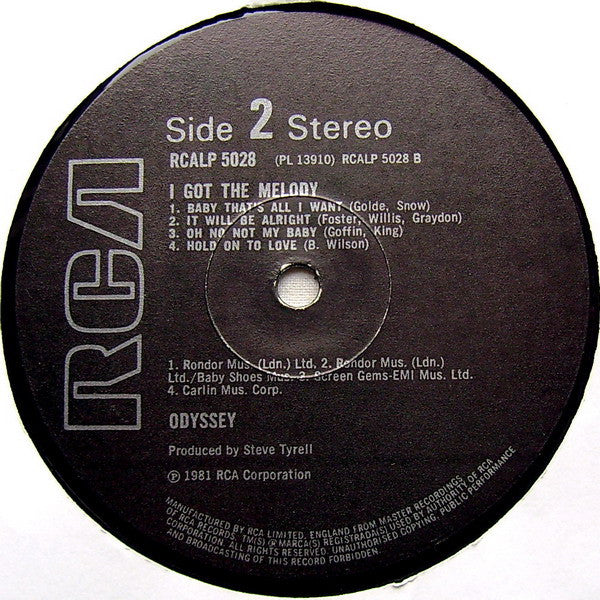 RCA
Side 2 Stereo
RCALP 5028 (PL 13910) RCALP 5028 B
I GOT THE MELODY
1. BABY THAT'S ALL I WANT (Golde, Snow)
2. IT WILL BE ALRIGHT (Foster, Willis, Graydon)
3. OH NO NOT MY BABY (Goffin, King)
4. HOLD ON TO LOVE (B. Wilson)
1. Rondor Mus. (Ldn.) Ltd, 2. Rondor Mus. (Ldn.)
Ltd./Baby Shoes Mus. 3. Screen Gems-EMI Mus. Ltd.
4. Carlin Mus. Corp.
ODYSSEY
Produced by Steve Tyrell
℗ 1981 RCA Corporation
MANUFACTURED BY RCA LIMITED, ENGLAND FROM MASTER RECORDINGS
OF RCA RECORDS. TM(S) ® MARCA(S) REGISTRADA(S) USED BY AUTHORITY OF RCA
CORPORATION. ALL RIGHTS RESERVED. UNAUTHORISED COPYING, PUBLIC PERFORMANCE
AND BROADCASTING OF THIS RECORD FORBIDDEN.